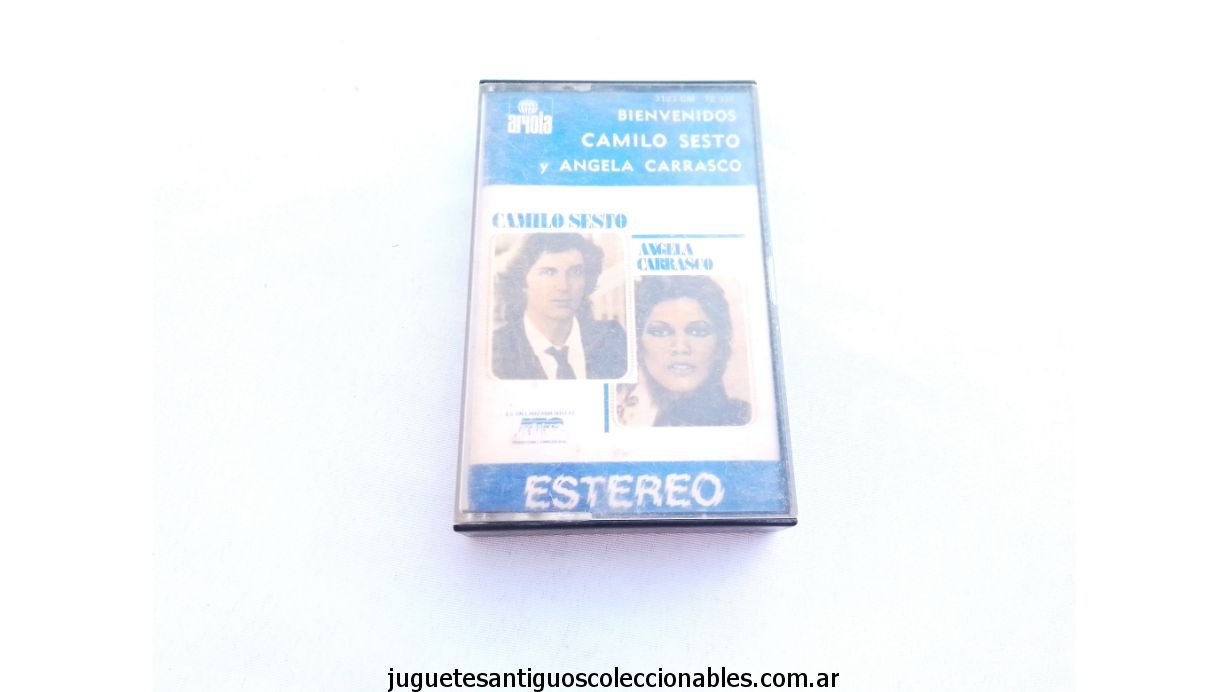 ariola
BIENVENIDOS
CAMILO SESTO
y ANGELA CARRASCO
CAMILO SESTO
ANGELA
CARRASCO
ESTEREO
juguetesantiguoscoleccionables.com.ar